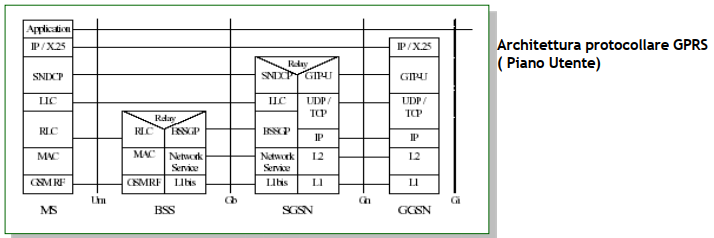 Application
IP / X.25
IP / X.25
Architettura protocollare GPRS
( Piano Utente)
Relay
SNDCP
SNDCP
GTP-U
GTP-U
LLC
LLC
UDP /
TCP
UDP /
TCP
Relay
RLC
RLC
BSSGP
BSSGP
IP
IP
MAC
MAC
Network
Service
Network
Service
L2
L2
GSM RF
GSM RF
L1bis
L1bis
L1
L1
Um
Gb
Gn
Gi
MS
BSS
SGSN
GGSN